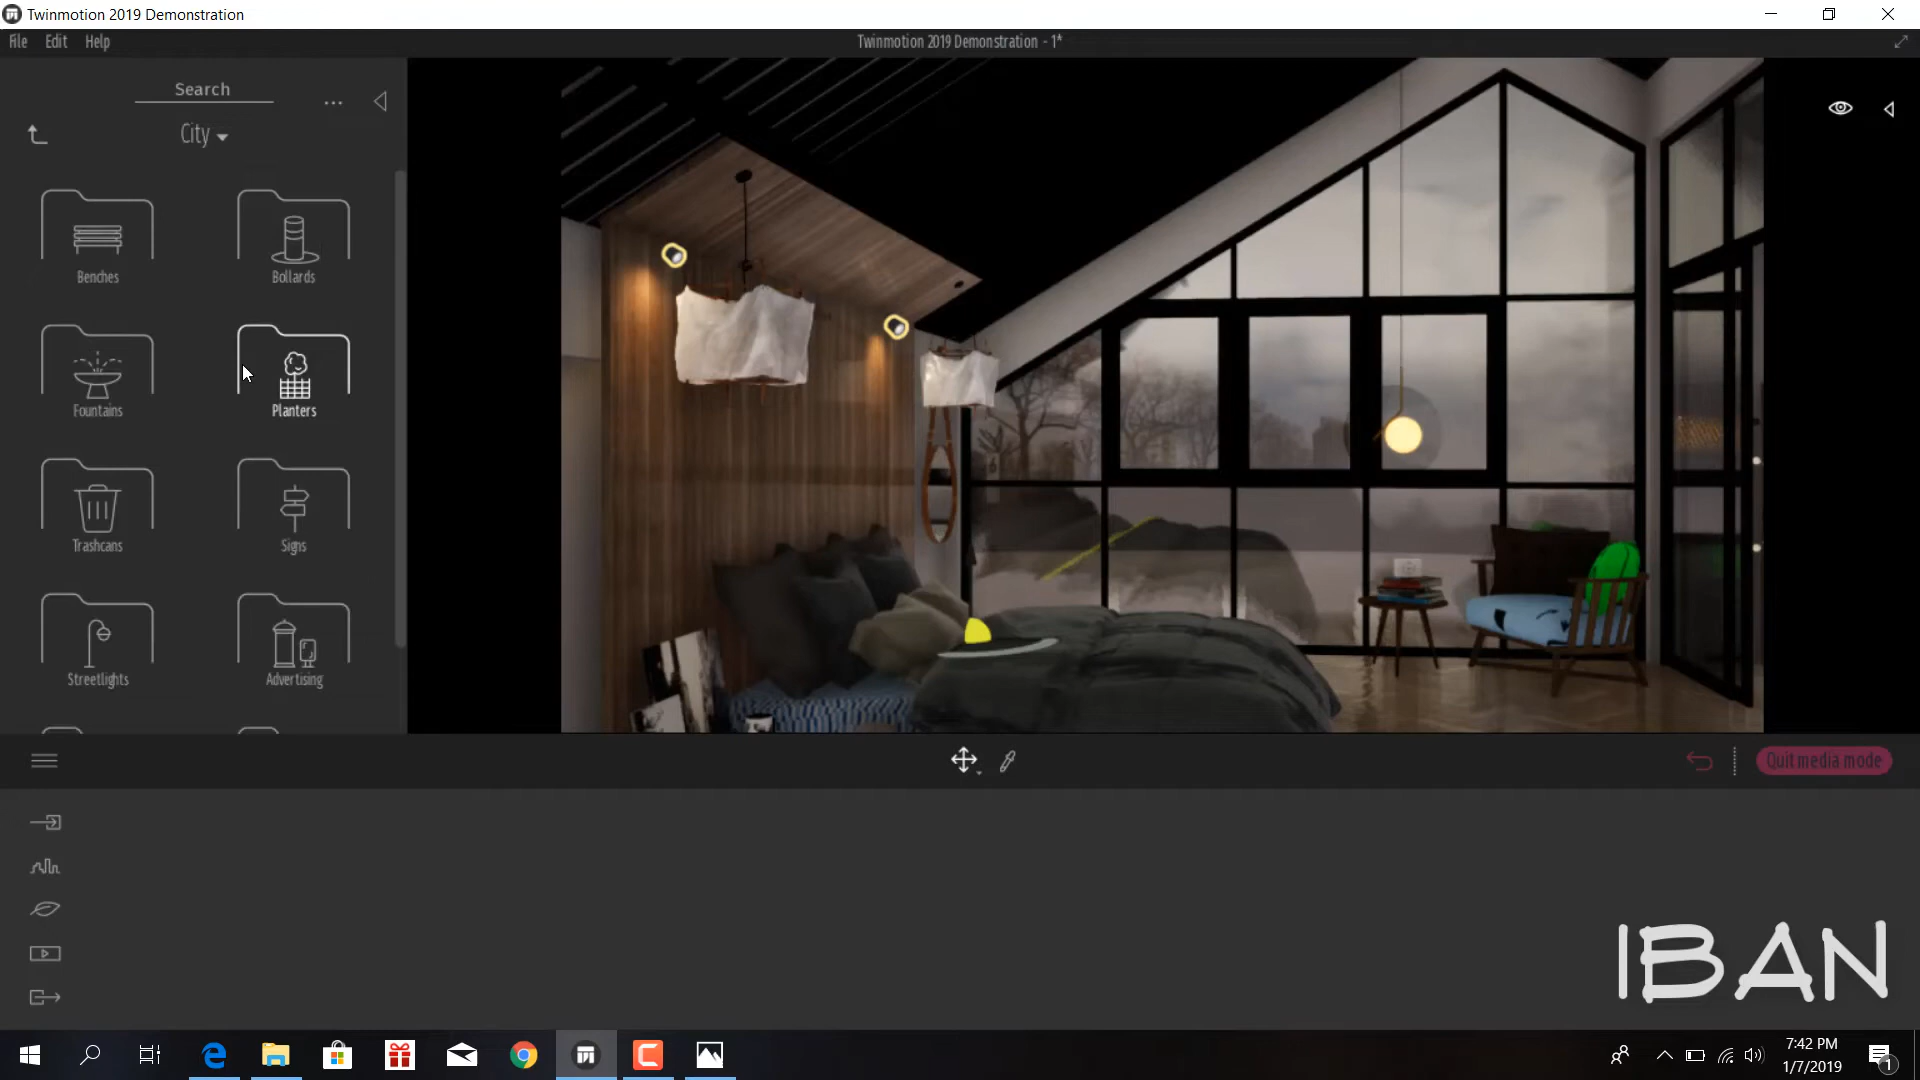 Twinmotion 2019 Demonstration
File Edit Help
Twinmotion 2019 Demonstration - 1*
Search
...
City
Benches
Bollards
Fountains
Planters
Trashcans
Signs
Streetlights
Advertising
Quit media mode
IBAN
7:42 PM
1/7/2019
1